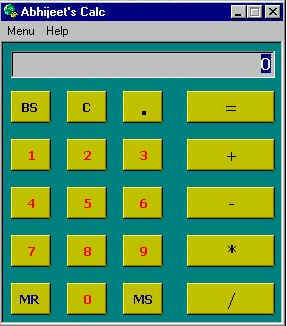 Abhijeet's Calc
Menu Help
0
BS C . =
1 2 3 +
4 5 6 -
7 8 9 *
MR 0 MS /